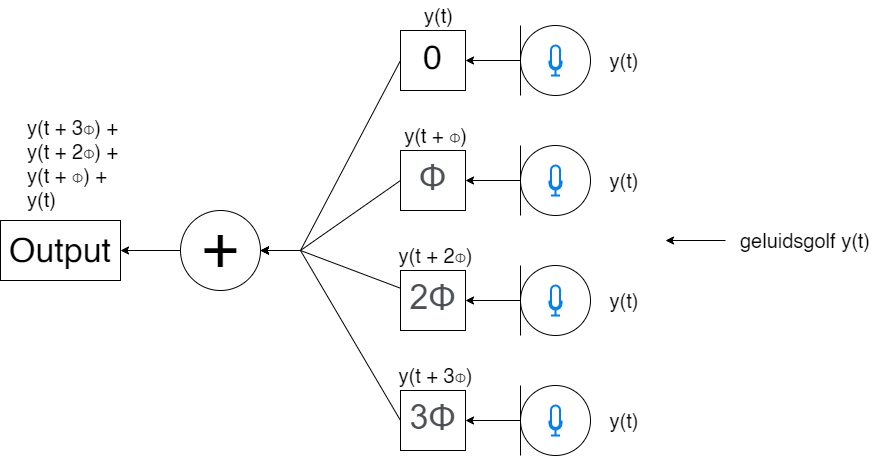 y(t)
0
y(t)
y(t + Φ)
Φ
y(t)
y(t + 3Φ) +
y(t + 2Φ) +
y(t + Φ) +
y(t)
Output
+
geluidsgolf y(t)
y(t + 2Φ)
2Φ
y(t)
y(t + 3Φ)
3Φ
y(t)